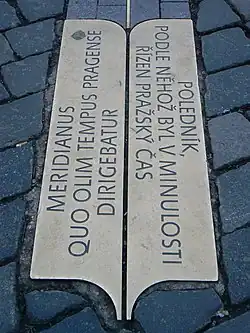 MERIDIANUS
QUO OLIM TEMPUS PRAGENSE
DIRIGEBATUR
POLEDNÍK,
PODLE NĚHOŽ BYL V MINULOSTI
ŘÍZEN PRAŽSKÝ ČAS